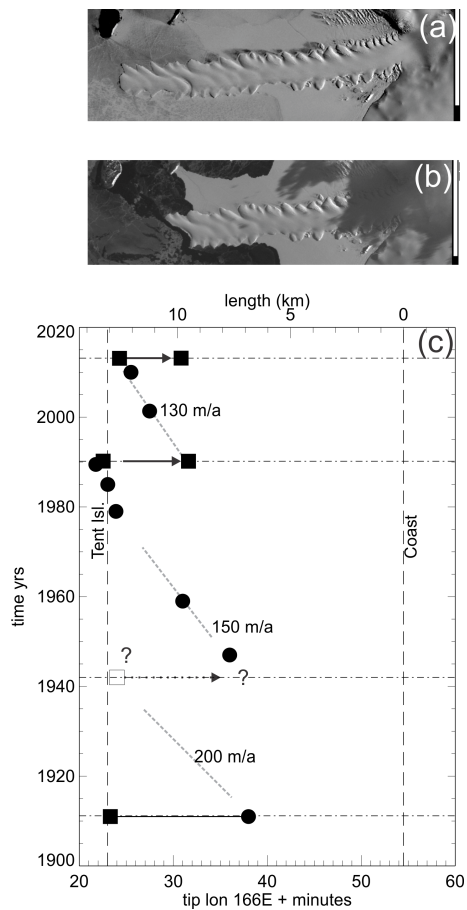 (a)
(b)
length (km)
10 5 0
2020
(c)
130 m/a
2000
1980
Tent Isl.
Coast
time yrs
1960
150 m/a
?
?
1940
200 m/a
1920
1900
20 30 40 50 60
tip lon 166E + minutes